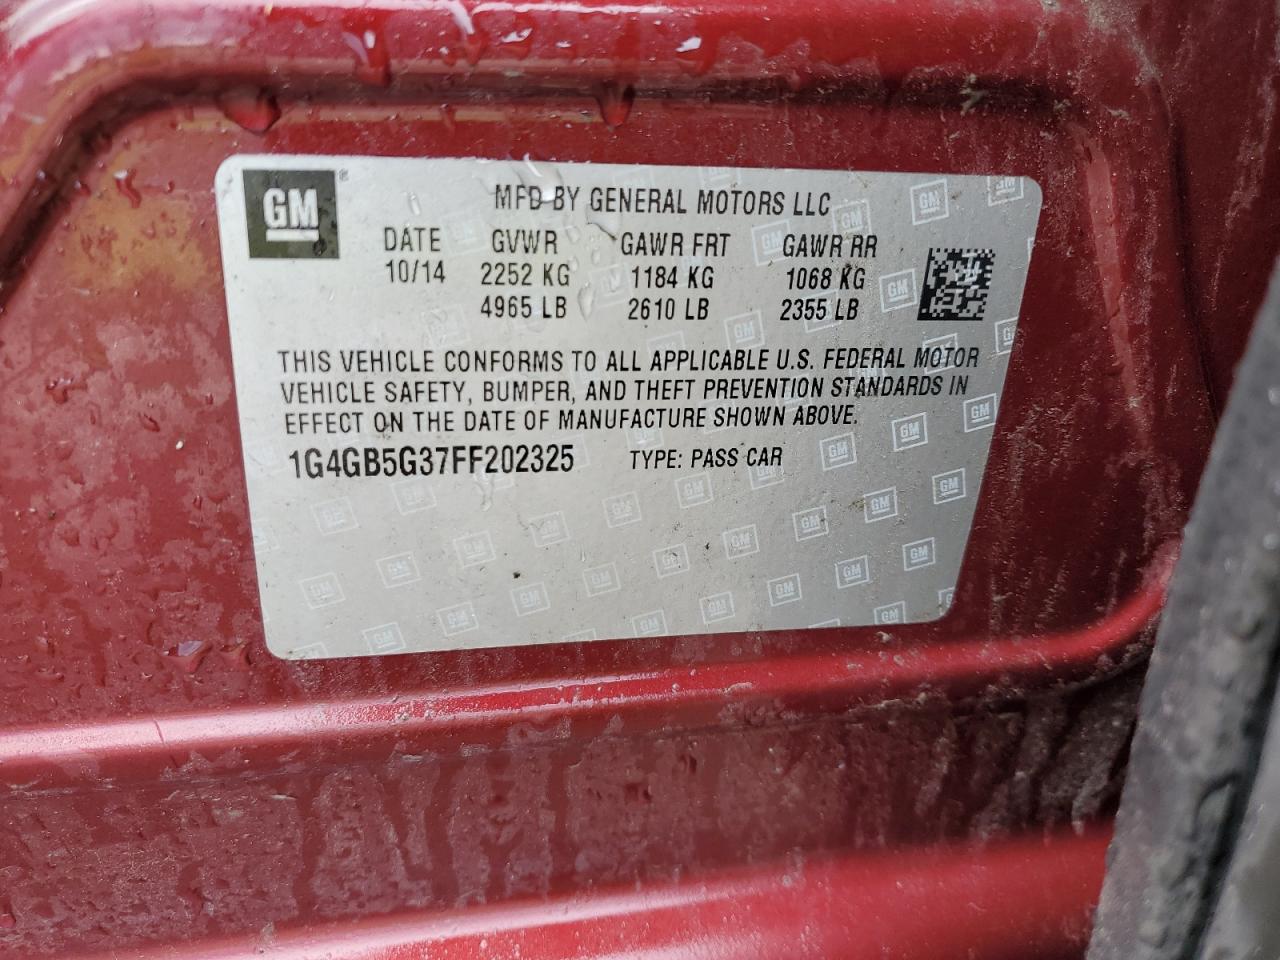 GM ®
MFD BY GENERAL MOTORS LLC
DATE GVWR GAWR FRT GAWR RR
10/14 2252 KG 1184 KG 1068 KG
4965 LB 2610 LB 2355 LB
THIS VEHICLE CONFORMS TO ALL APPLICABLE U.S. FEDERAL MOTOR
VEHICLE SAFETY, BUMPER, AND THEFT PREVENTION STANDARDS IN
EFFECT ON THE DATE OF MANUFACTURE SHOWN ABOVE.
1G4GB5G37FF202325 TYPE: PASS CAR